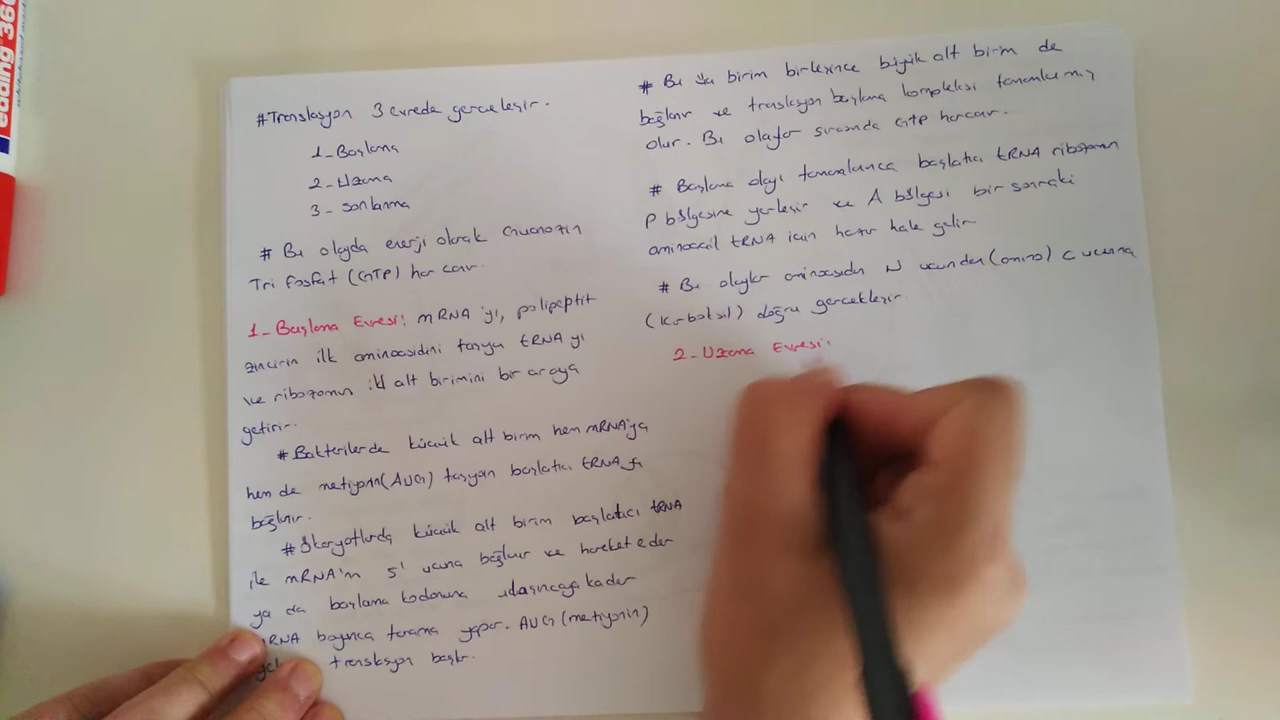 edding 360
#Translasyon 3 evrede gerçekleşir.
1-Başlama
2-Uzama
3-Sonlanma
# Bu olayda enerji olarak Guanozin
Tri fosfat (GTP) harcanır.
1-Başlama Evresi: mRNA'yı, polipeptit
zincirin ilk aminoasidini taşıyan tRNA'yı
ve ribozomun iki alt birimini bir araya
getirir.
#Bakterilerde küçük alt birim hem mRNA'ya
hem de metiyonin(AUG) taşıyan başlatıcı tRNA'ya
bağlanır.
#Ökaryotlarda küçük alt birim başlatıcı tRNA
ile mRNA'nın 5' ucuna bağlanır ve hareket eder
ya da başlama kodonuna ulaşıncaya kader
mRNA boyunca tarama yapar. AUG(metiyonin)
translasyon başlar.
# Bu iki birim birleşince büyük alt birim de
bağlanır ve translasyon başlama kompleksi tamamlanmış
olur. Bu olaylar sırasında GTP harcanır.
# Başlama olayı tamamlanınca başlatıcı tRNA ribozomun
P bölgesine yerleşir ve A bölgesi bir sonraki
aminoaçil tRNA için hazır hale gelir.
# Bu olaylar aminoasidin N ucundan(amino) C ucuna
(Karboksil) doğru gerçekleşir.
2-Uzama Evresi: